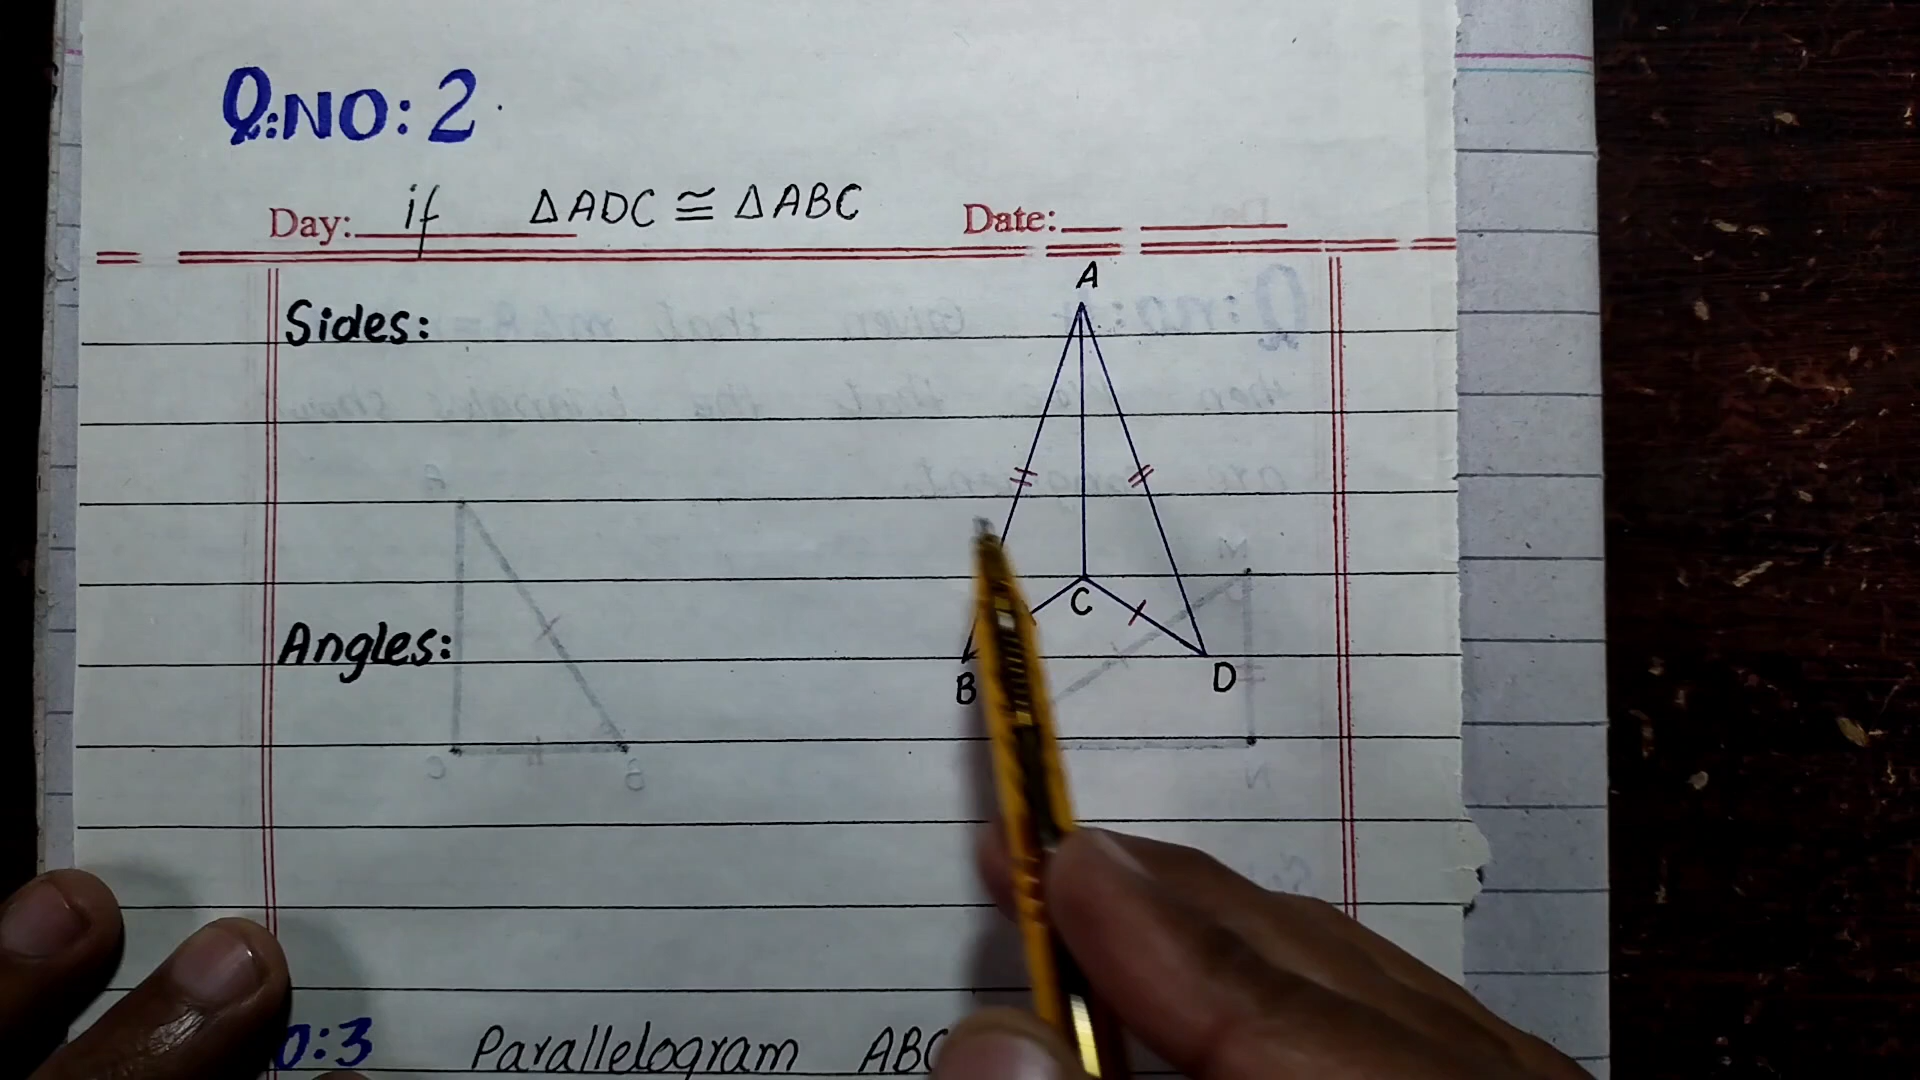 Q:NO:2.
Day: if ΔADC ≅ ΔABC Date:
A
Sides:
C
Angles:
B D
O:3 Parallelogram ABC